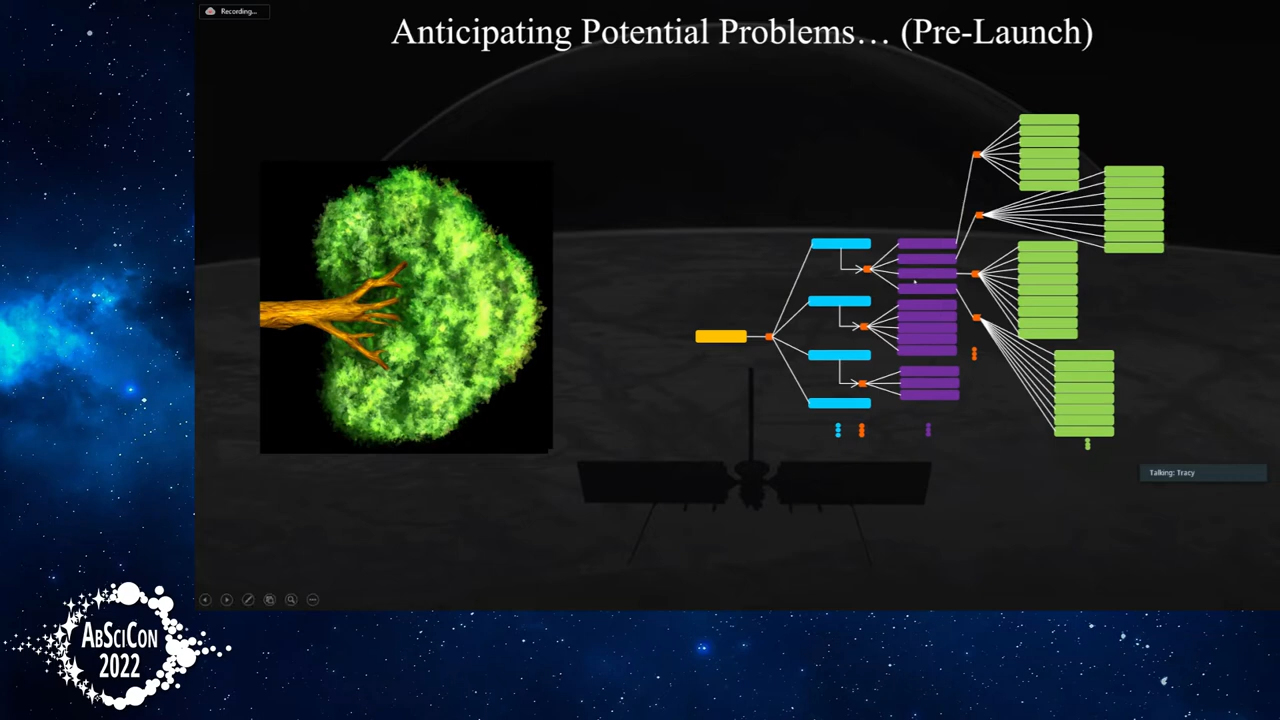 Recording...
Anticipating Potential Problems… (Pre-Launch)
Talking: Tracy
AbSciCon
2022